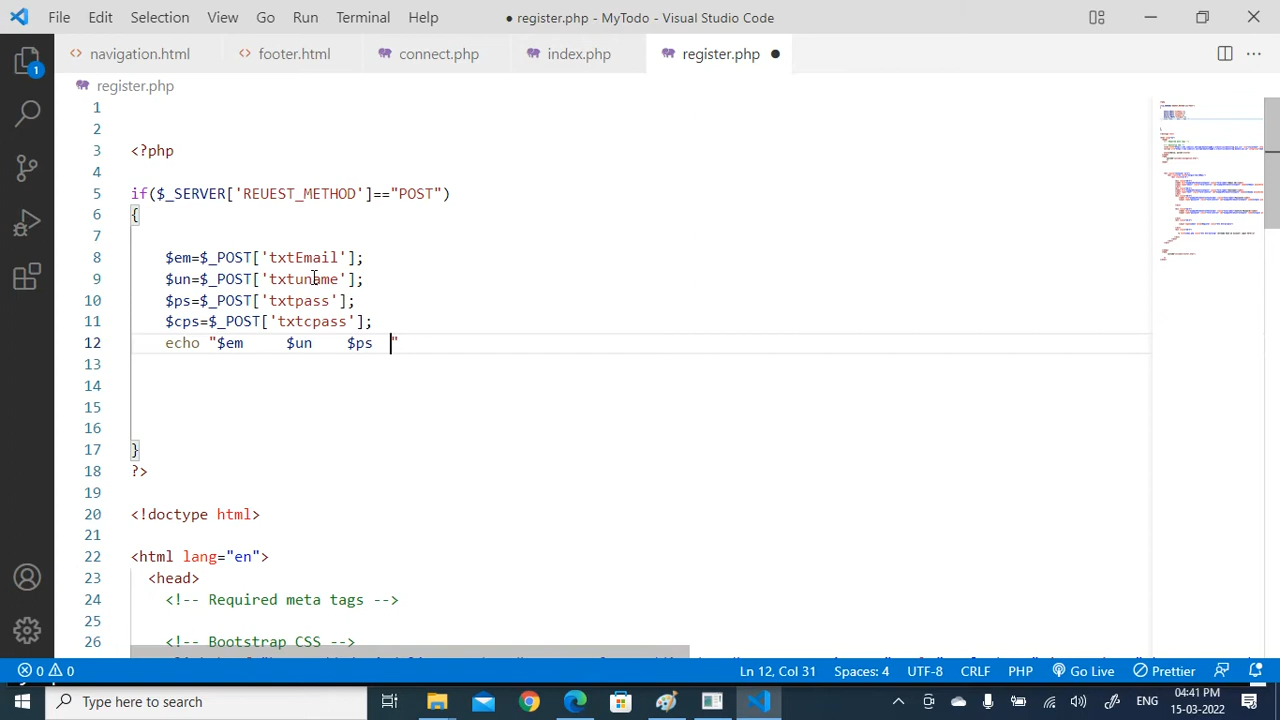 File Edit Selection View Go Run Terminal Help ● register.php - MyTodo - Visual Studio Code
navigation.html footer.html connect.php index.php register.php ●
register.php
1
2
3 <?php
4
5 if($_SERVER['REUEST_METHOD']=="POST")
6 {
7
8 $em=$_POST['txtEmail'];
9 $un=$_POST['txtuname'];
10 $ps=$_POST['txtpass'];
11 $cps=$_POST['txtcpass'];
12 echo "$em $un $ps "
13
14
15
16
17 }
18 ?>
19
20 <!doctype html>
21
22 <html lang="en">
23 <head>
24 <!-- Required meta tags -->
25
26 <!-- Bootstrap CSS -->
1
0 0 Ln 12, Col 31 Spaces: 4 UTF-8 CRLF PHP Go Live Prettier
Type here to search ENG 04:41 PM
15-03-2022